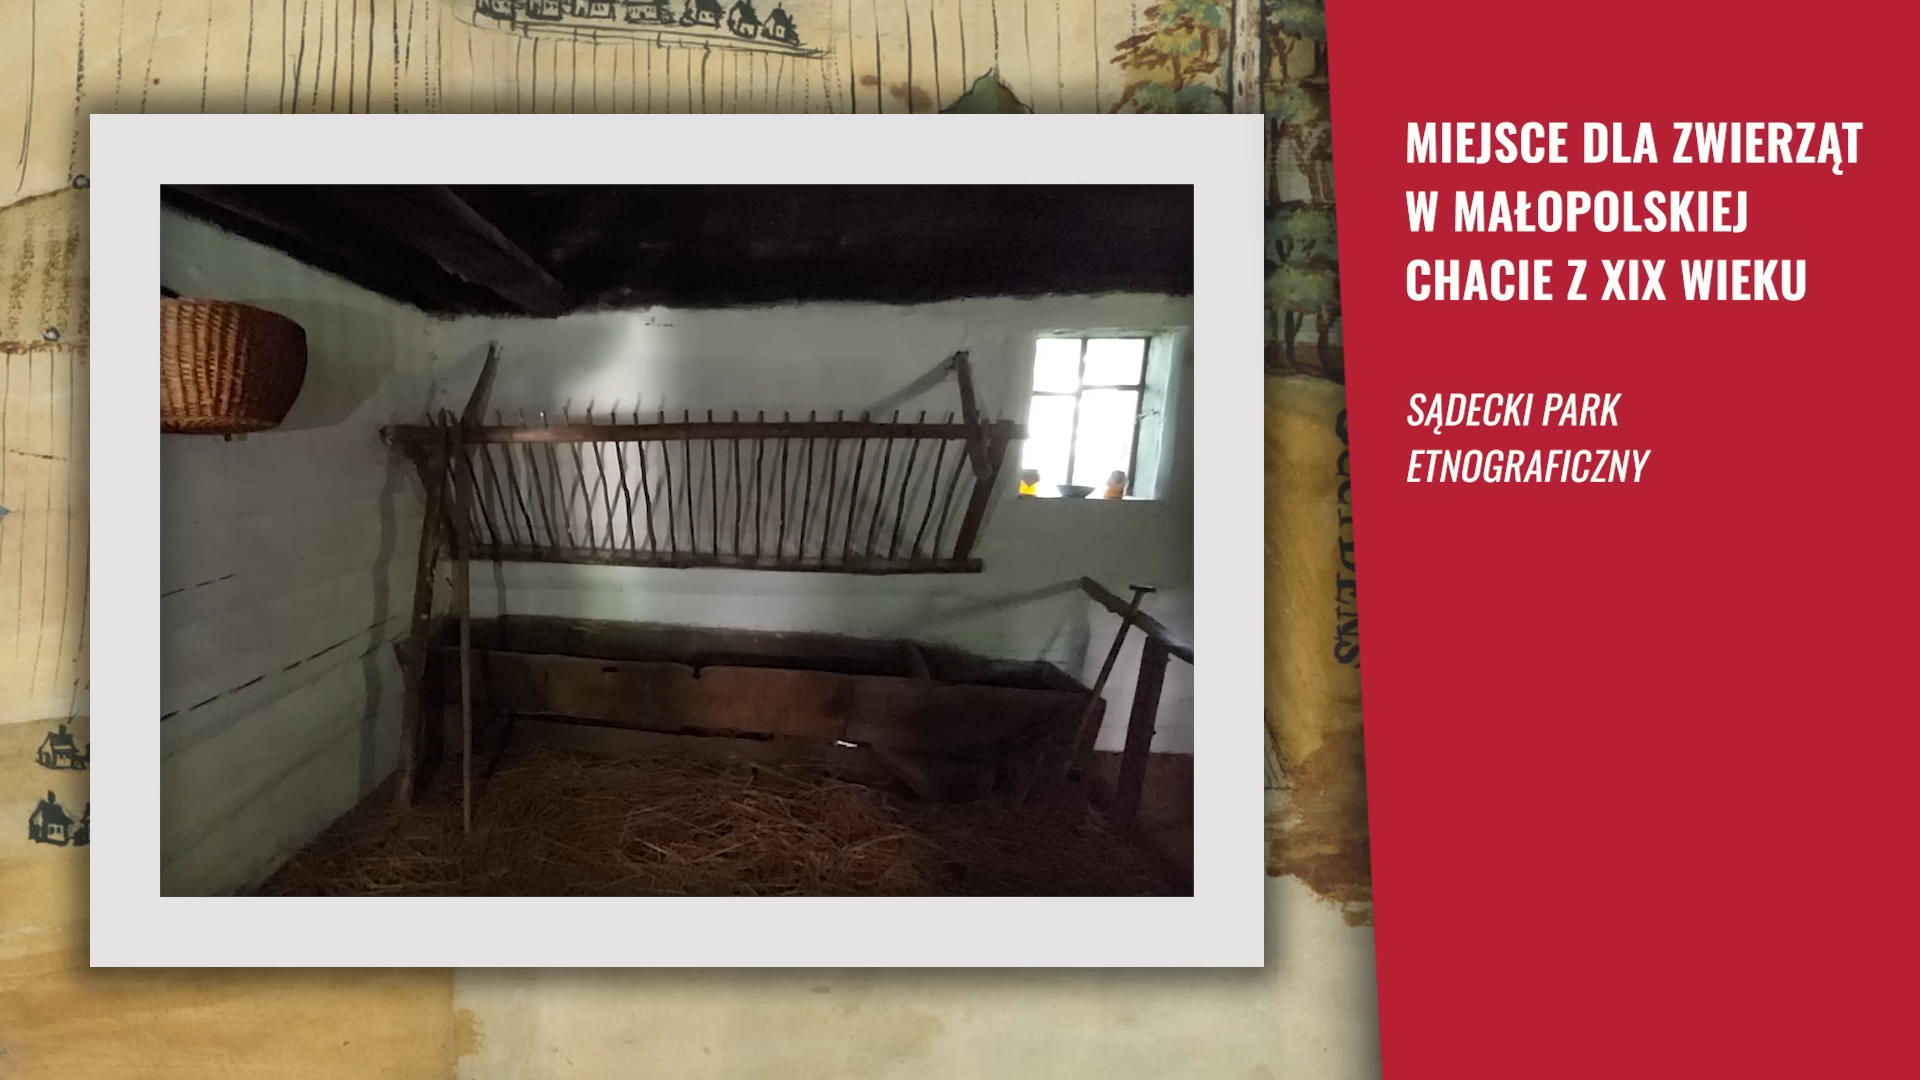 MIEJSCE DLA ZWIERZĄT
W MAŁOPOLSKIEJ
CHACIE Z XIX WIEKU
SĄDECKI PARK
ETNOGRAFICZNY